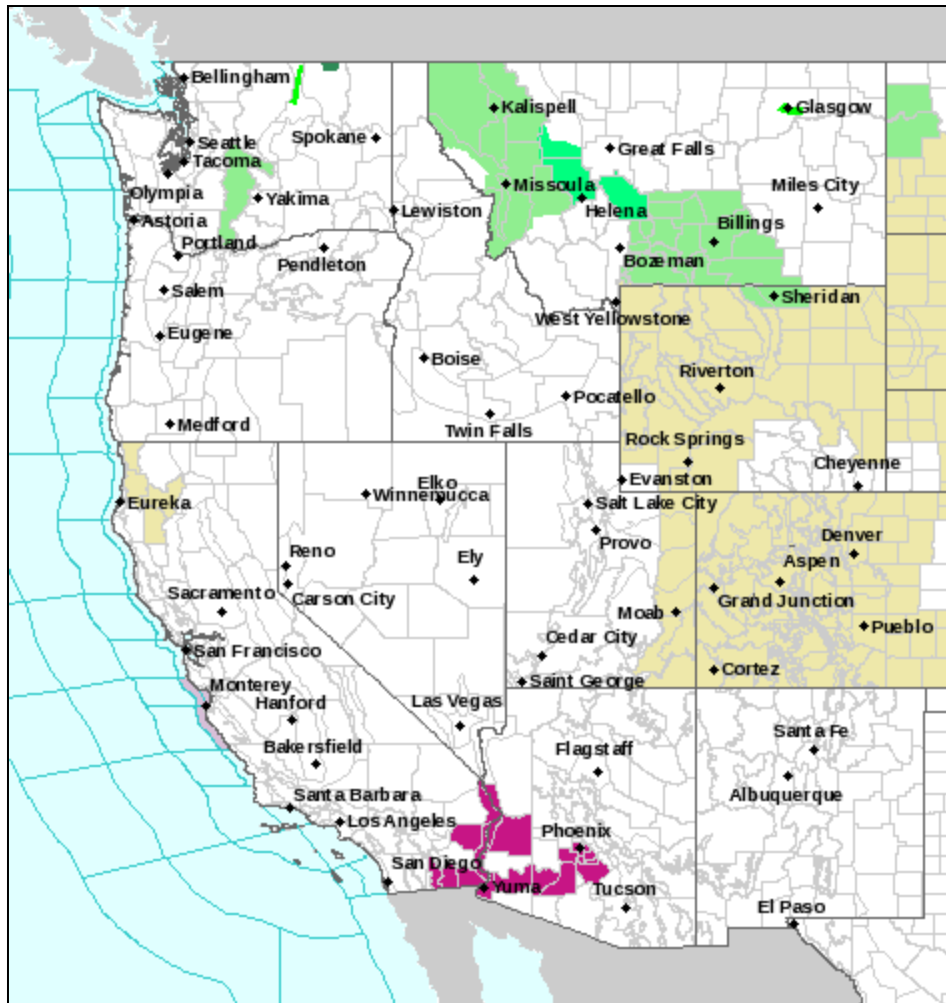 Bellingham
Kalispell
Glasgow
Spokane
Seattle
Great Falls
Tacoma
Missoula
Miles City
Olympia
Yakima
Lewiston
Helena
Astoria
Billings
Portland
Pendleton
Bozeman
Salem
Sheridan
West Yellowstone
Eugene
Boise
Riverton
Pocatello
Medford
Twin Falls
Rock Springs
Cheyenne
Evanston
Elko
Winnemucca
Eureka
Salt Lake City
Provo
Denver
Reno
Ely
Aspen
Sacramento
Carson City
Grand Junction
Moab
Pueblo
Cedar City
San Francisco
Cortez
Saint George
Monterey
Hanford
Las Vegas
Santa Fe
Bakersfield
Flagstaff
Albuquerque
Santa Barbara
Los Angeles
Phoenix
San Diego
Yuma
Tucson
El Paso